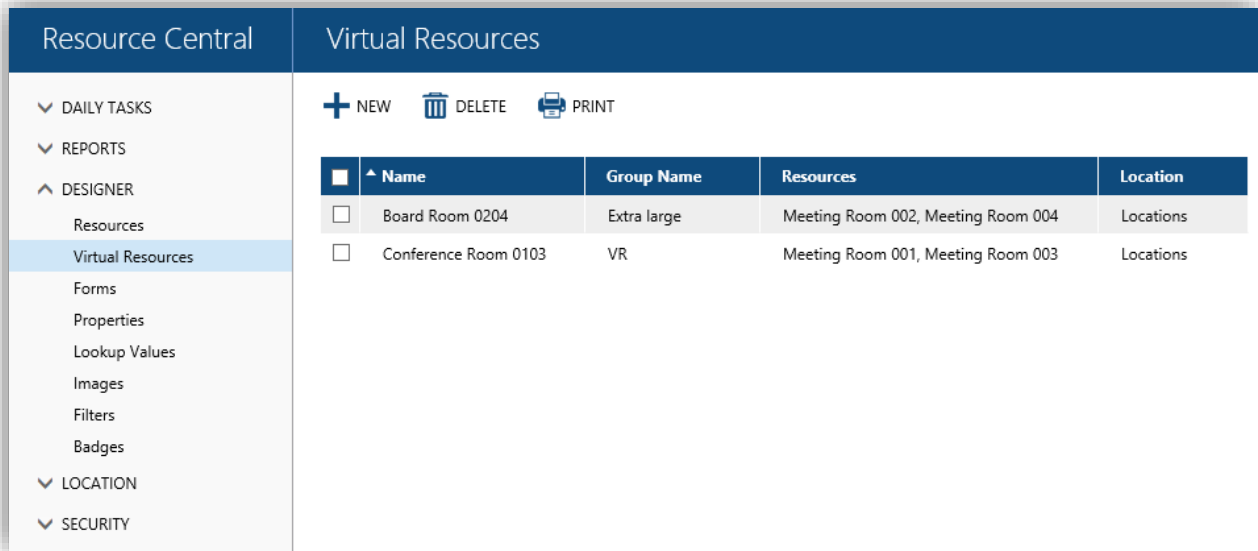 Resource Central
Virtual Resources
DAILY TASKS
REPORTS
DESIGNER
Resources
Virtual Resources
Forms
Properties
Lookup Values
Images
Filters
Badges
LOCATION
SECURITY
NEW DELETE PRINT
Name Group Name Resources Location
Board Room 0204 Extra large Meeting Room 002, Meeting Room 004 Locations
Conference Room 0103 VR Meeting Room 001, Meeting Room 003 Locations